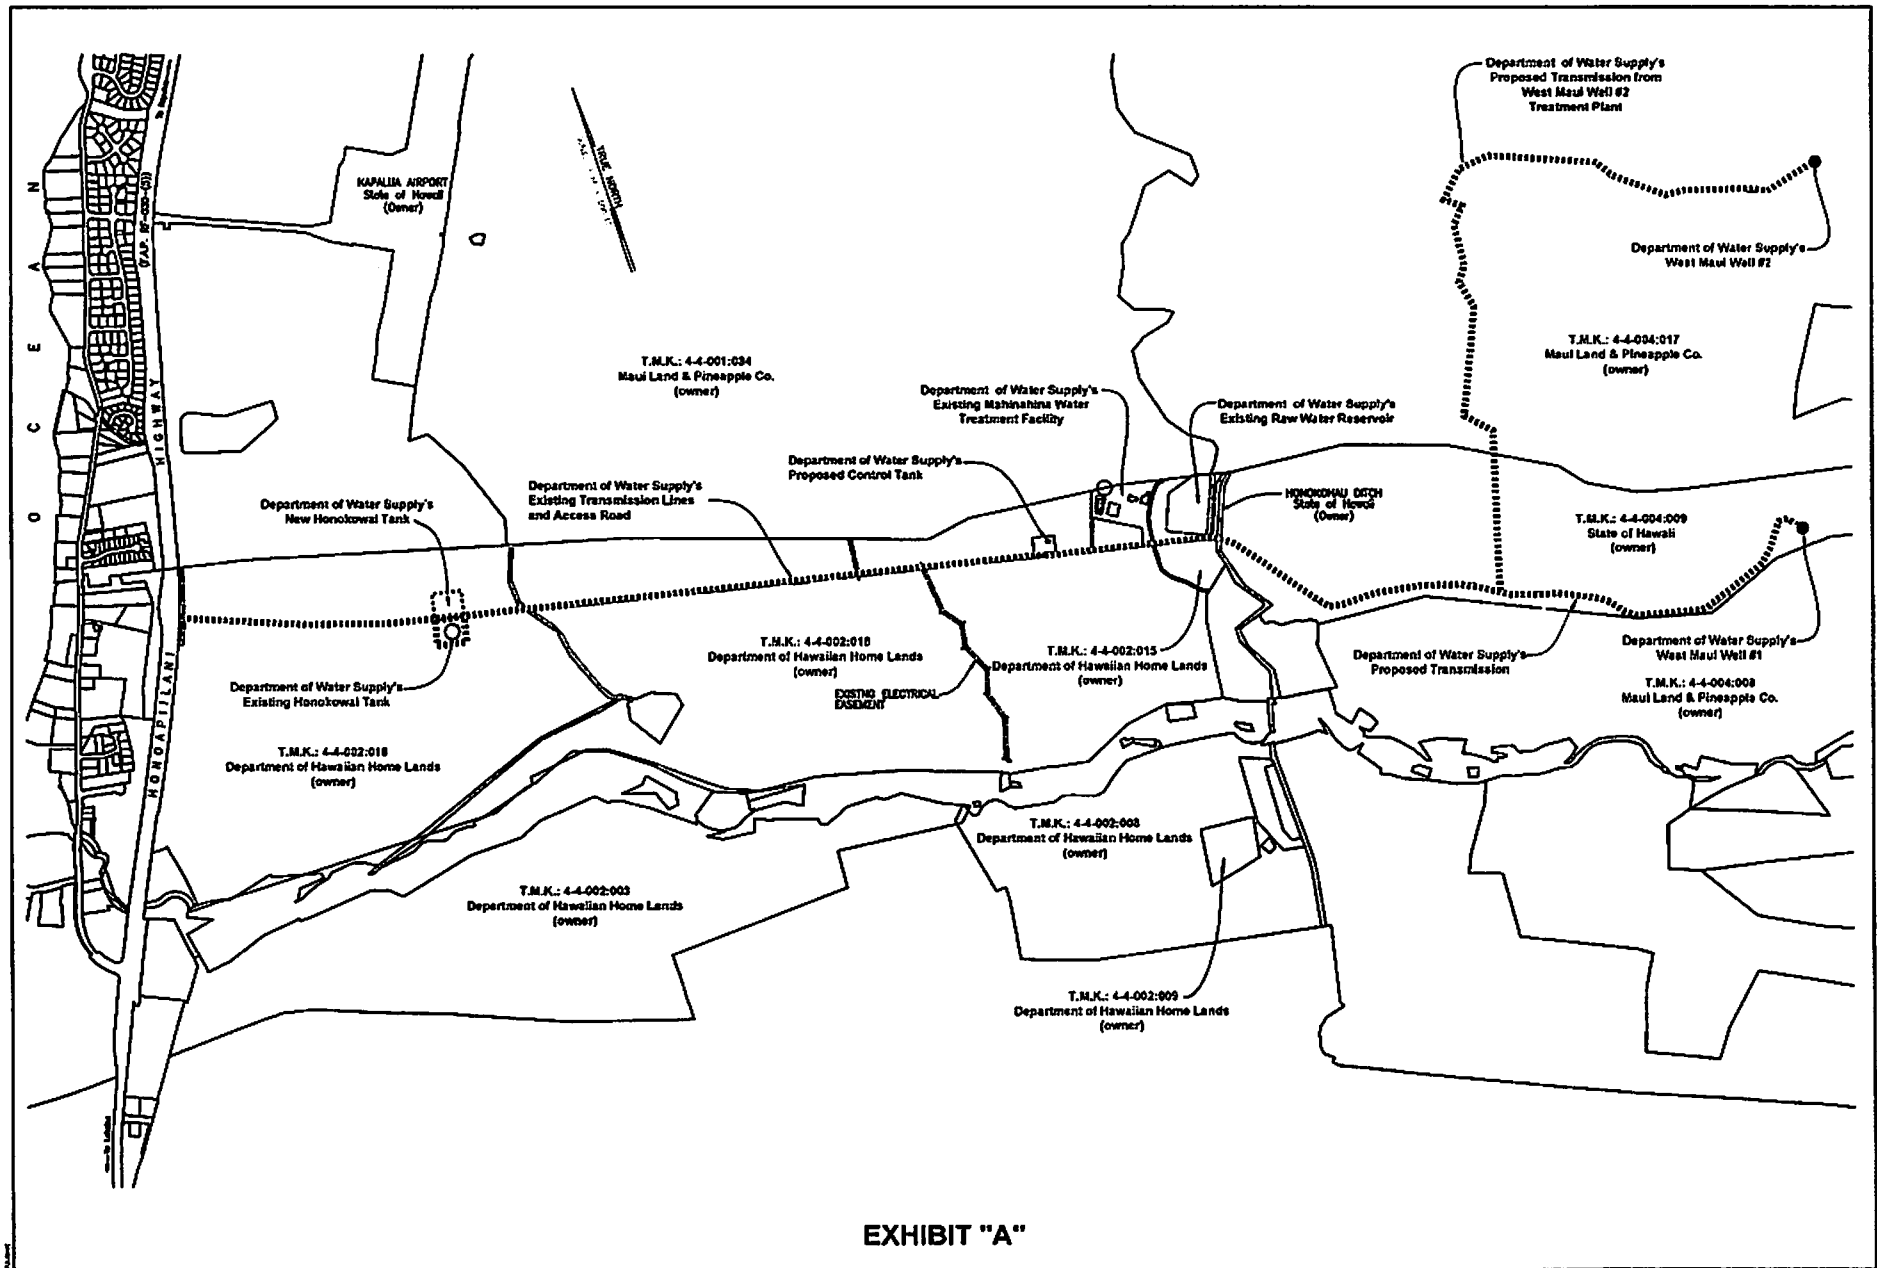 Department of Water Supply's
Proposed Transmission from
West Maui Well #2
Treatment Plant
KAPALUA AIRPORT
State of Hawaii
(Owner)
TRUE NORTH
Department of Water Supply's
West Maui Well #2
T.M.K.: 4-4-001:034
Maui Land & Pineapple Co.
(owner)
T.M.K.: 4-4-004:017
Maui Land & Pineapple Co.
(owner)
Department of Water Supply's
Existing Mahinahina Water
Treatment Facility
Department of Water Supply's
Existing Raw Water Reservoir
Department of Water Supply's
Proposed Control Tank
Department of Water Supply's
Existing Transmission Lines
and Access Road
Department of Water Supply's
New Honokowai Tank
HONOKOHAU DITCH
State of Hawaii
(Owner)
T.M.K.: 4-4-004:009
State of Hawaii
(owner)
OCEAN
HONOAPIILANI HIGHWAY
T.M.K.: 4-4-002:018
Department of Hawaiian Home Lands
(owner)
T.M.K.: 4-4-002:015
Department of Hawaiian Home Lands
(owner)
Department of Water Supply's
Proposed Transmission
Department of Water Supply's
West Maui Well #1
T.M.K.: 4-4-004:008
Maui Land & Pineapple Co.
(owner)
Department of Water Supply's
Existing Honokowai Tank
EXISTING ELECTRICAL
EASEMENT
T.M.K.: 4-4-002:018
Department of Hawaiian Home Lands
(owner)
T.M.K.: 4-4-002:008
Department of Hawaiian Home Lands
(owner)
T.M.K.: 4-4-002:003
Department of Hawaiian Home Lands
(owner)
T.M.K.: 4-4-002:009
Department of Hawaiian Home Lands
(owner)
EXHIBIT "A"